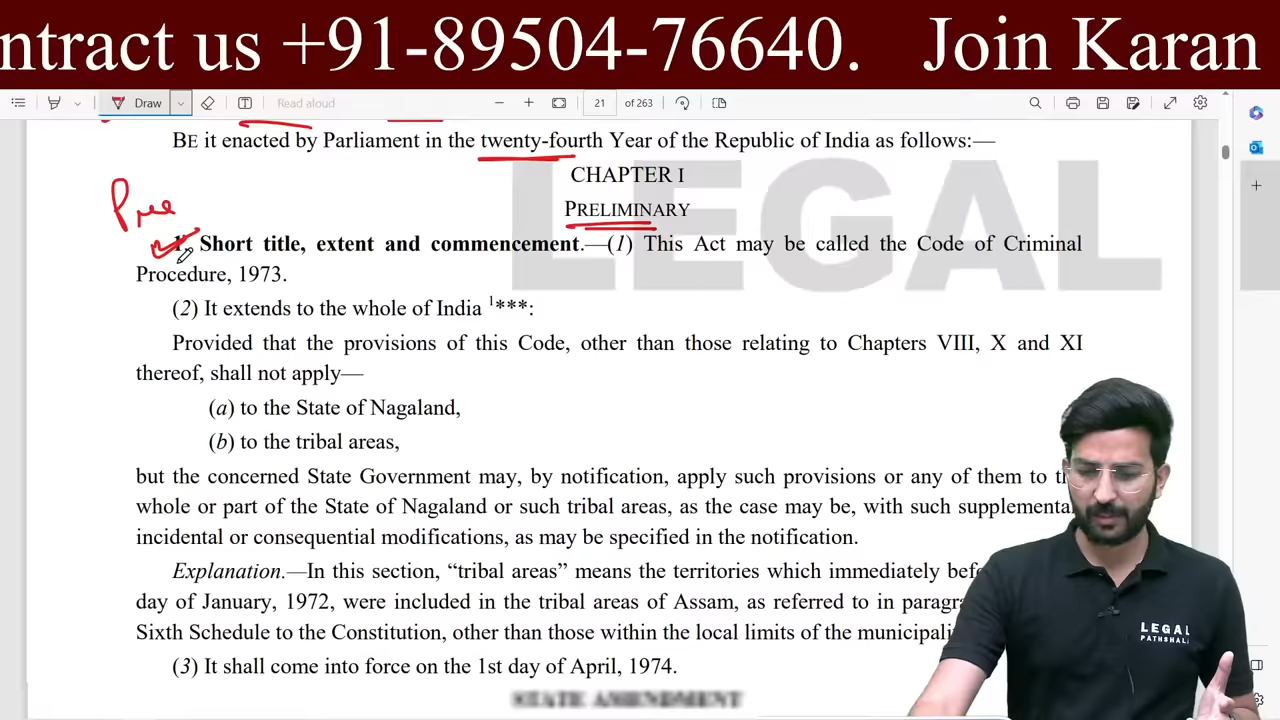 ntract us +91-89504-76640. Join Karan
Draw
Read aloud
21 of 263
BE it enacted by Parliament in the twenty-fourth Year of the Republic of India as follows:—
CHAPTER I
PRELIMINARY
Pree
1. Short title, extent and commencement.—(1) This Act may be called the Code of Criminal
Procedure, 1973.
(2) It extends to the whole of India 1***:
Provided that the provisions of this Code, other than those relating to Chapters VIII, X and XI
thereof, shall not apply—
(a) to the State of Nagaland,
(b) to the tribal areas,
but the concerned State Government may, by notification, apply such provisions or any of them to
whole or part of the State of Nagaland or such tribal areas, as the case may be, with such supplemental
incidental or consequential modifications, as may be specified in the notification.
Explanation.—In this section, “tribal areas” means the territories which immediately
day of January, 1972, were included in the tribal areas of Assam, as referred to in
Sixth Schedule to the Constitution, other than those within the local limits of the
(3) It shall come into force on the 1st day of April, 1974.
STATE AMENDMENT
LEGAL
LEGAL
PATHSHALA